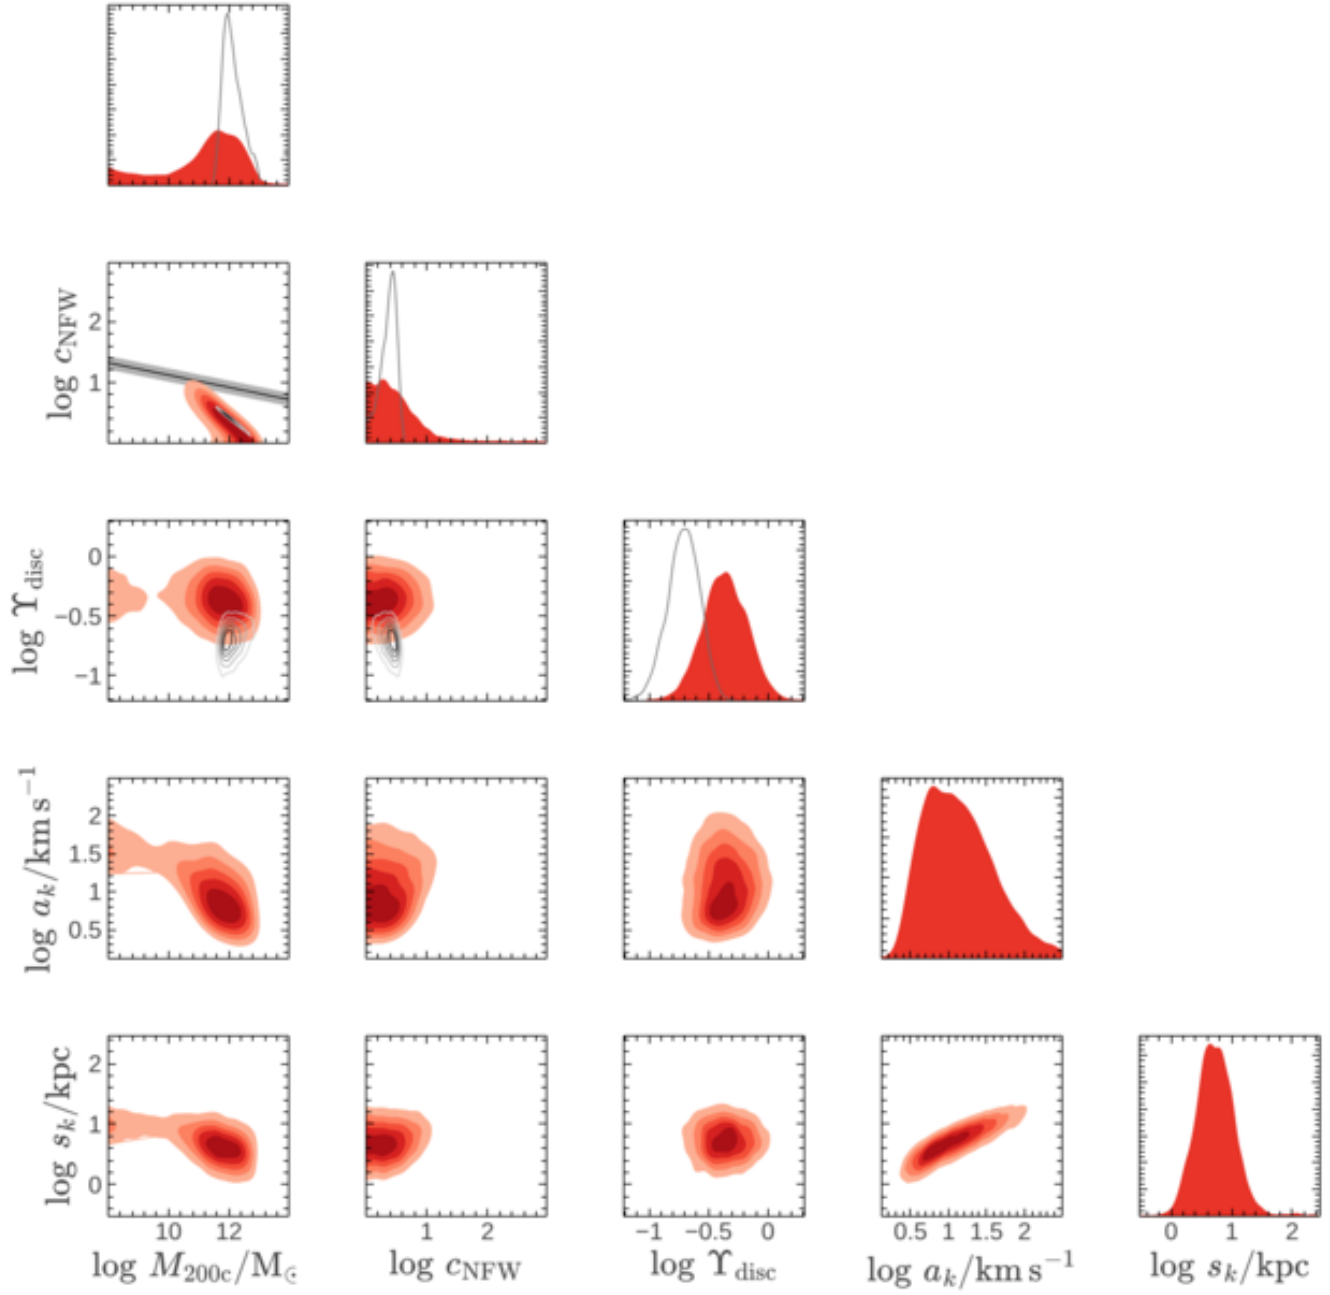 log c_NFW
2
1
log Υ_disc
0
−0.5
−1
log a_k/km s⁻¹
2
1.5
1
0.5
log s_k/kpc
2
1
0
10 12
1 2
−1 −0.5 0
0.5 1 1.5 2
0 1 2
log M_200c/M_⊙
log c_NFW
log Υ_disc
log a_k/km s⁻¹
log s_k/kpc